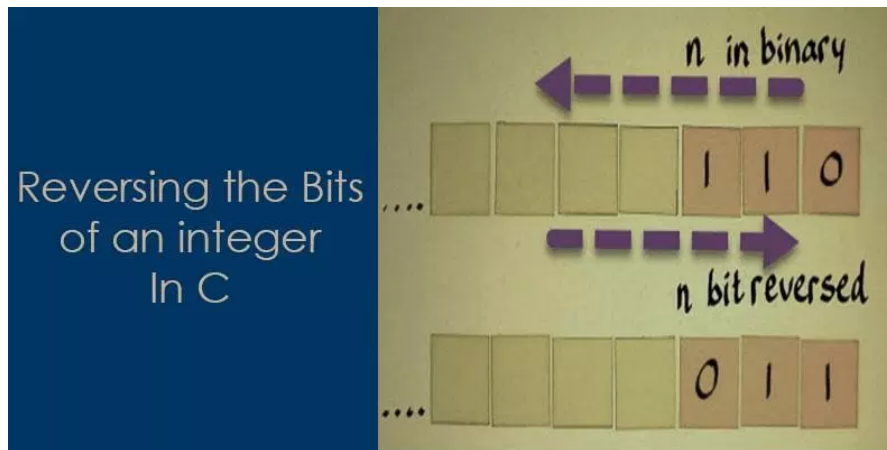 Reversing the Bits
of an integer
In C
n in binary
.... 1 1 0
n bit reversed
.... 0 1 1